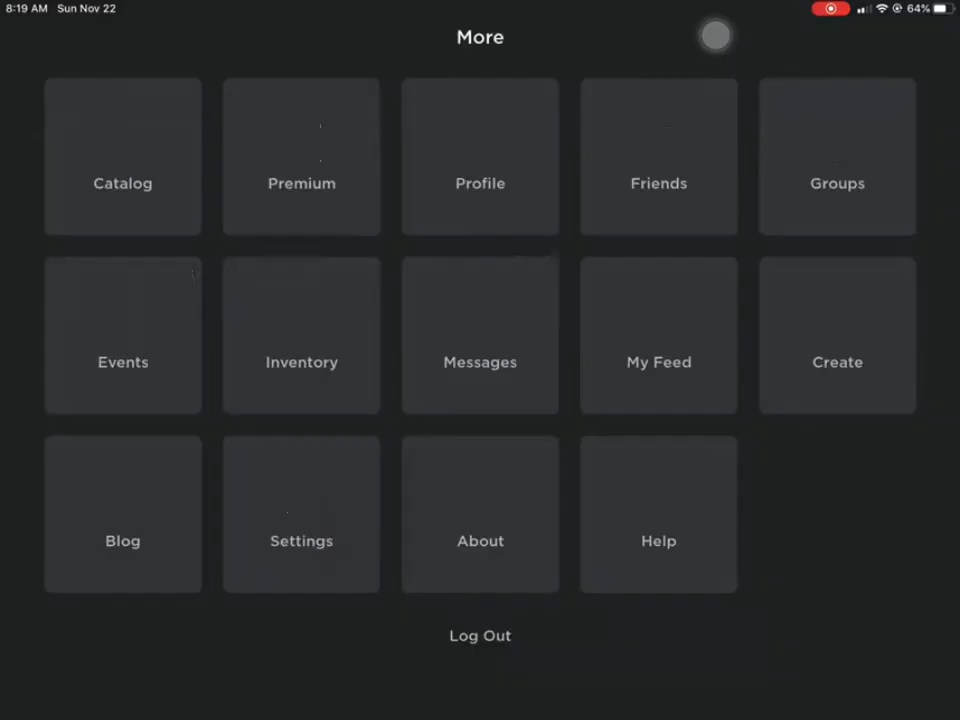 8:19 AM Sun Nov 22 64%
More
Catalog Premium Profile Friends Groups
Events Inventory Messages My Feed Create
Blog Settings About Help
Log Out